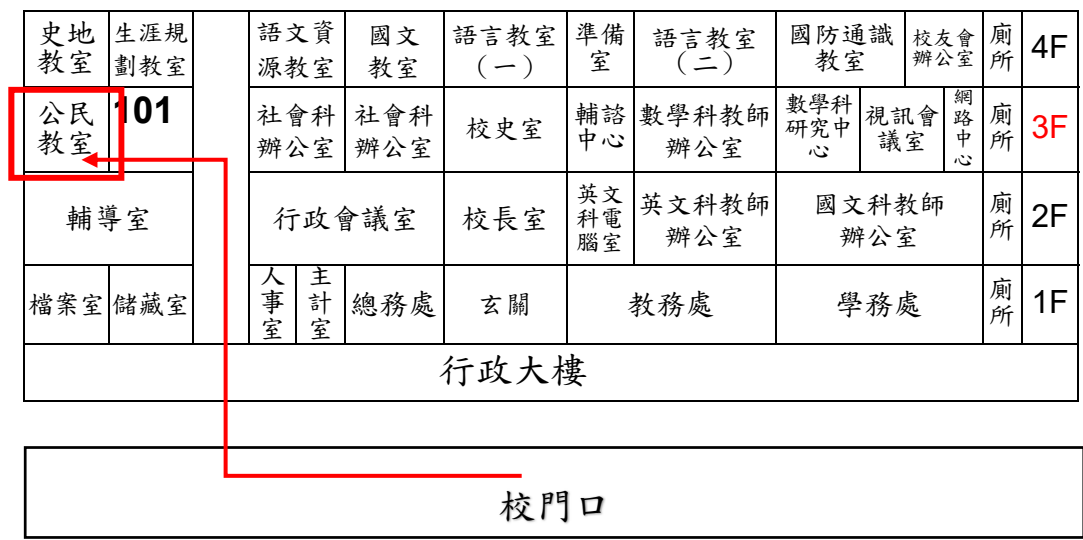 史地教室
生涯規劃教室
語文資源教室
國文教室
語言教室(一)
準備室
語言教室(二)
國防通識教室
校友會辦公室
廁所
4F
公民教室
101
社會科辦公室
社會科辦公室
校史室
輔諮中心
數學科教師辦公室
數學科研究中心
視訊會議室
網路中心
廁所
3F
輔導室
行政會議室
校長室
英文科電腦室
英文科教師辦公室
國文科教師辦公室
廁所
2F
檔案室
儲藏室
人事室
主計室
總務處
玄關
教務處
學務處
廁所
1F
行政大樓
校門口